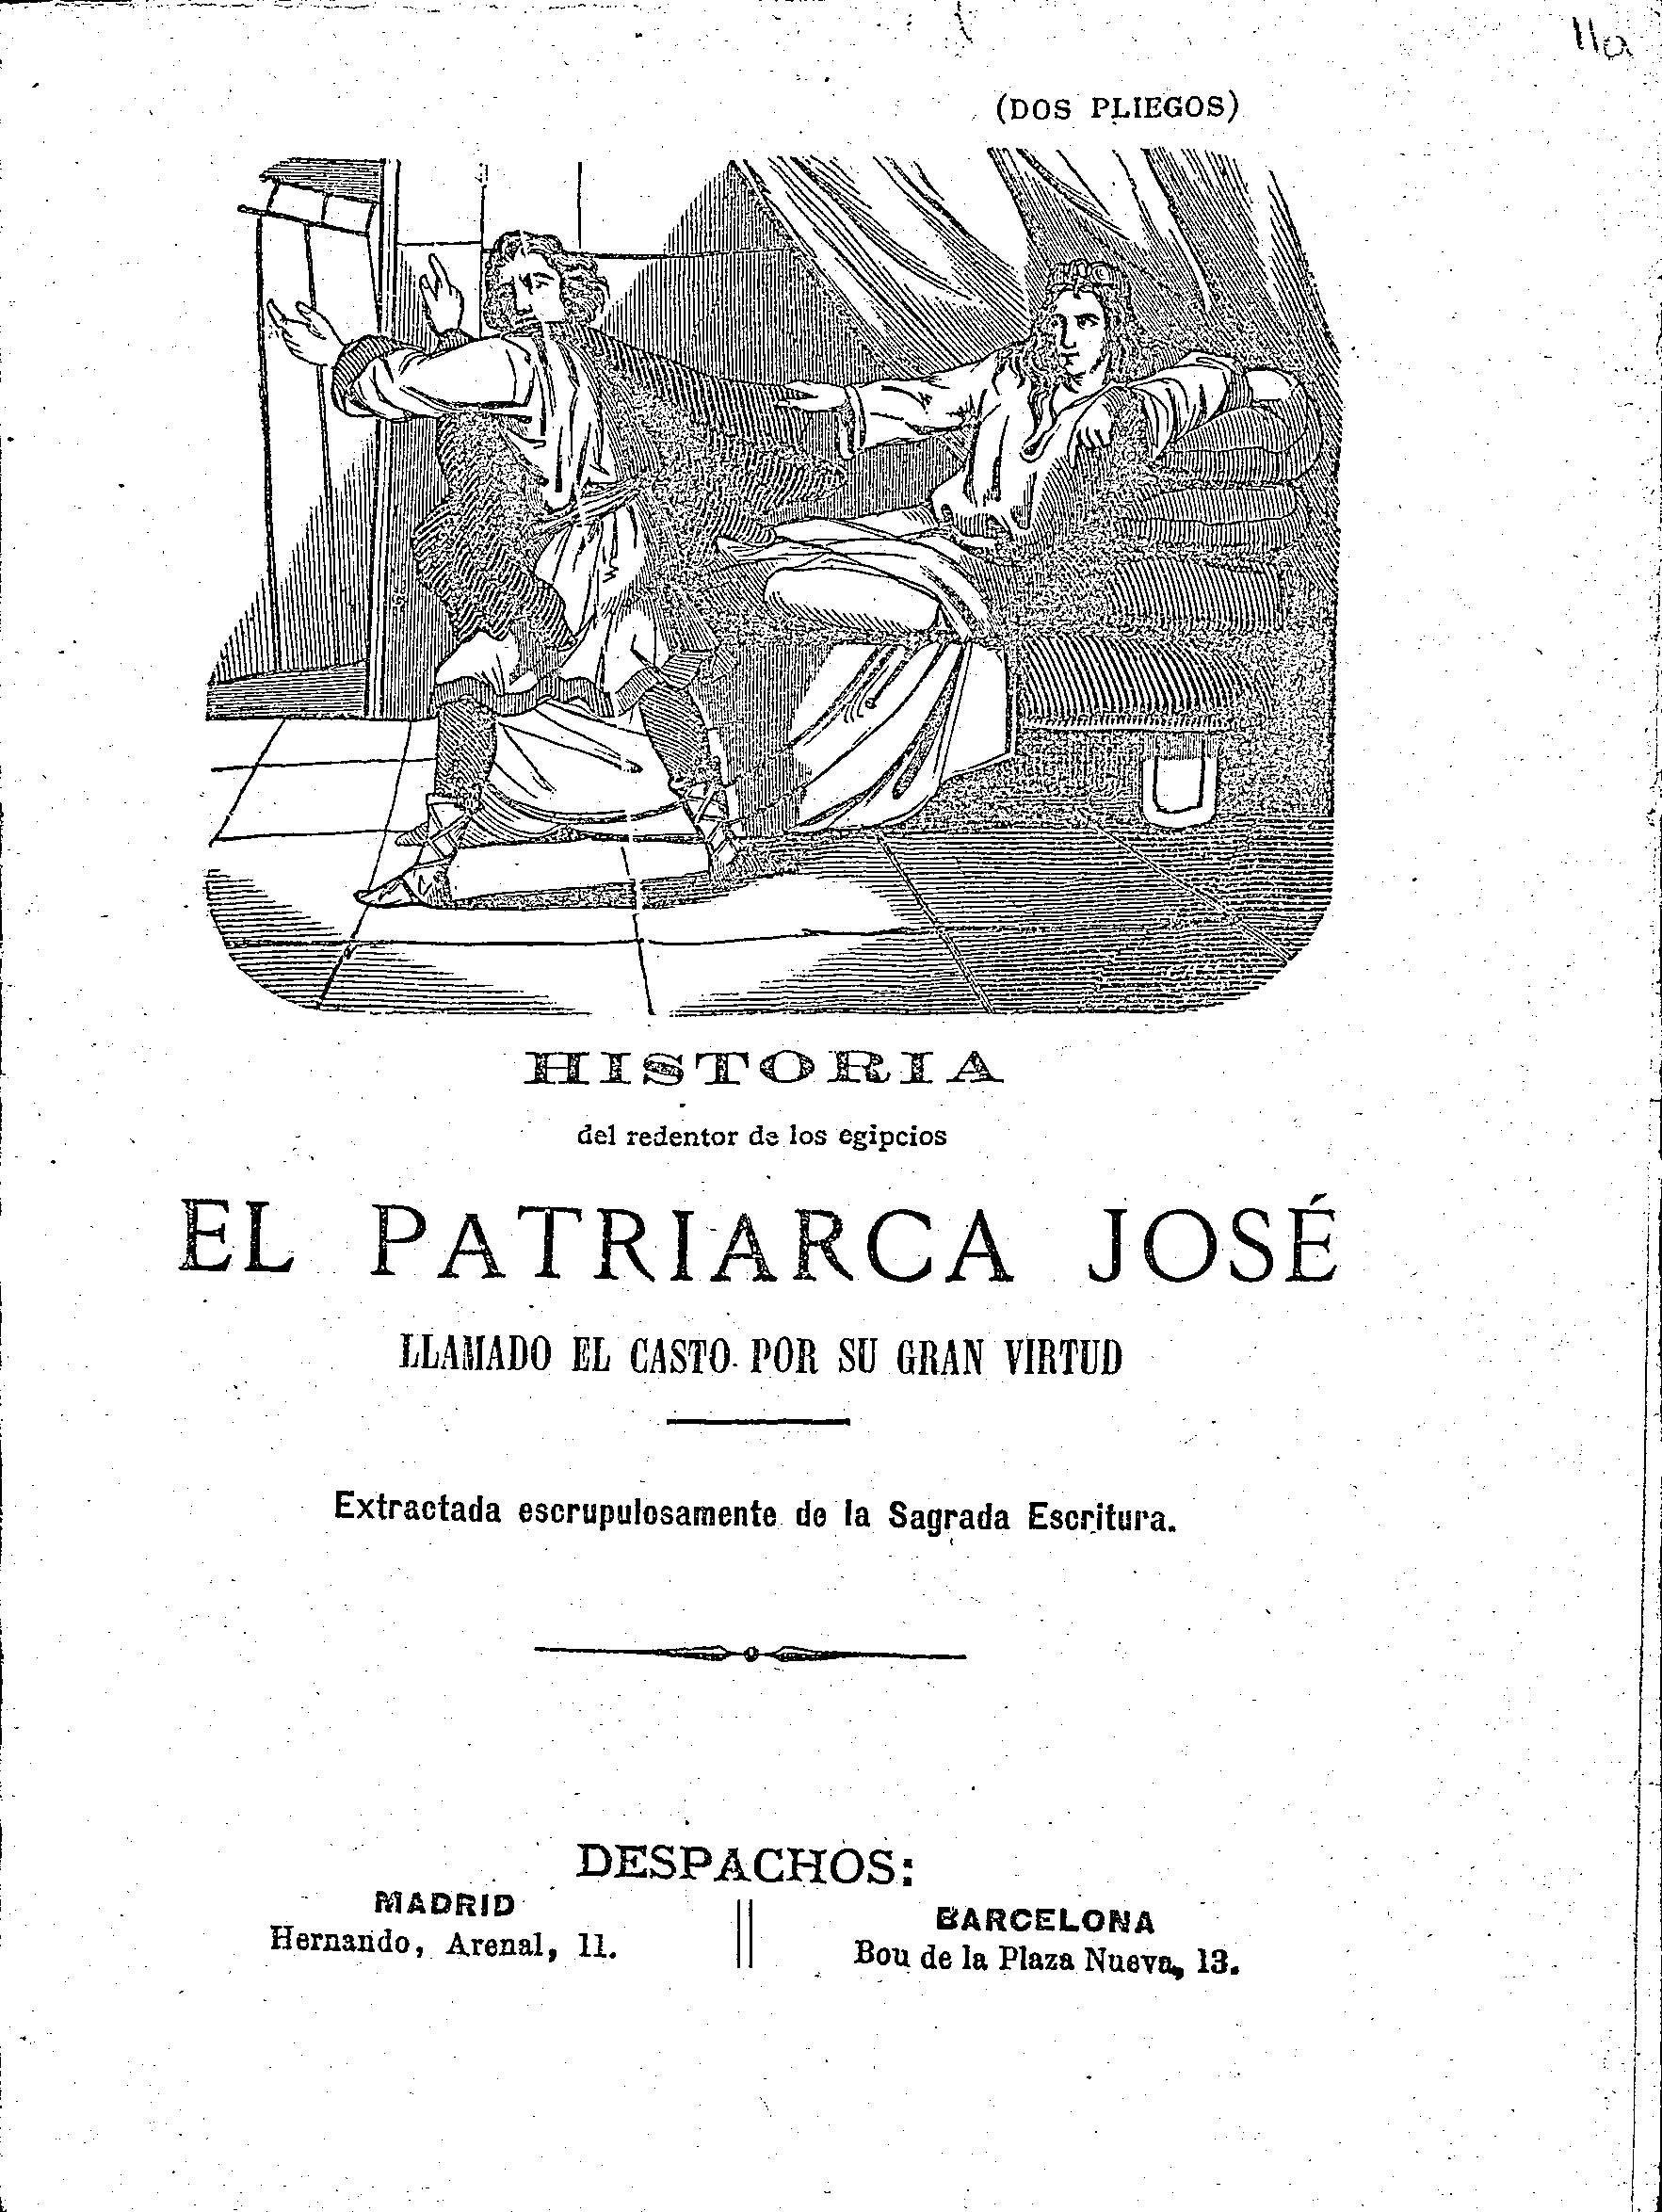 11a
(DOS PLIEGOS)
HISTORIA
del redentor de los egipcios
EL PATRIARCA JOSÉ
LLAMADO EL CASTO POR SU GRAN VIRTUD
Extractada escrupulosamente de la Sagrada Escritura.
DESPACHOS:
MADRID
Hernando, Arenal, 11.
BARCELONA
Bou de la Plaza Nueva, 13.